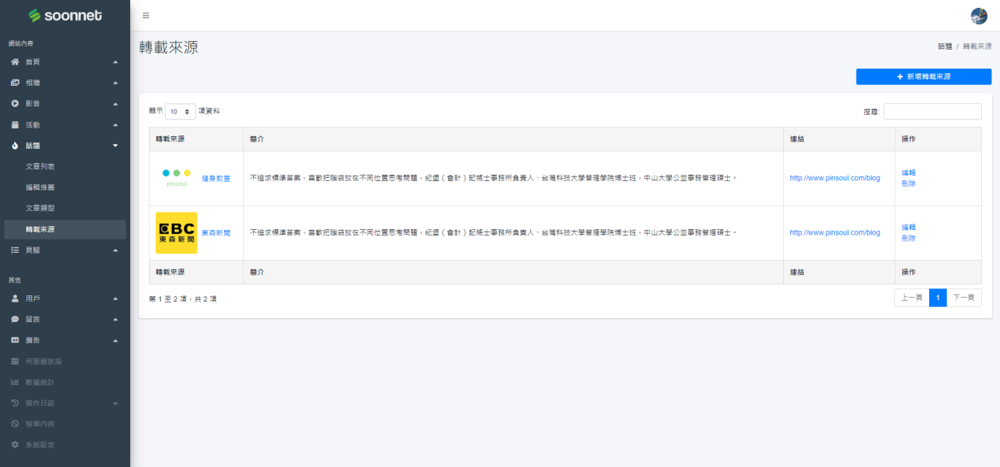 soonnet
網站內容
首頁
相簿
影音
活動
話題
文章列表
編輯推薦
文章類型
轉載來源
頁腳
其他
用戶
留言
廣告
伺服器狀態
數據統計
操作日誌
檢舉內容
系統設定
轉載來源
話題 / 轉載來源
+ 新增轉載來源
顯示 10 項資料
搜尋:
轉載來源 簡介 連結 操作
pinsoul
健身教室
不追求標準答案，喜歡把腦袋放在不同位置思考問題，紀堡（會計）記帳士事務所負責人、台灣科技大學管理學院博士班，中山大學公並事務管理碩士。
http://www.pinsoul.com/blog
編輯
刪除
EBC
東森新聞
東森新聞
不追求標準答案，喜歡把腦袋放在不同位置思考問題，紀堡（會計）記帳士事務所負責人、台灣科技大學管理學院博士班，中山大學公並事務管理碩士。
http://www.pinsoul.com/blog
編輯
刪除
轉載來源 簡介 連結 操作
第 1 至 2 項，共 2 項
上一頁 1 下一頁